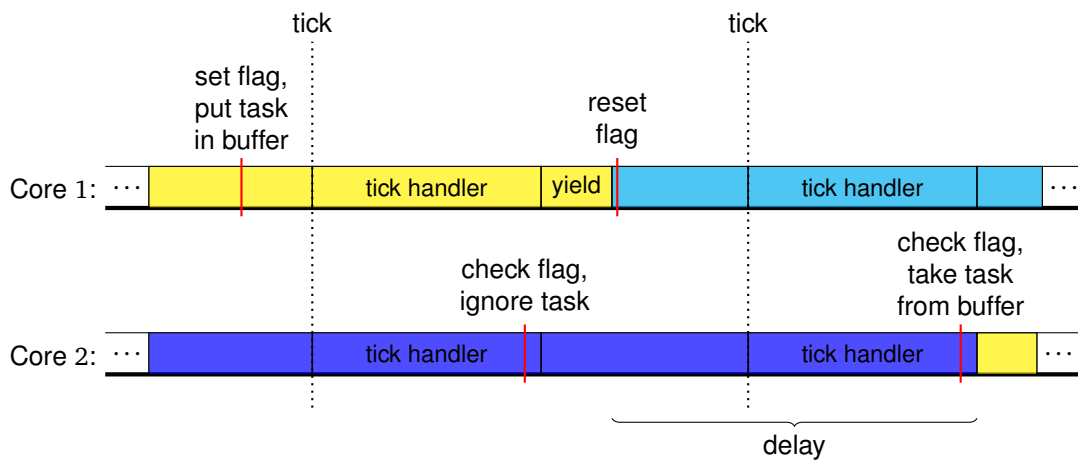 tick
tick
set flag,
put task
in buffer
reset
flag
Core 1:
···
tick handler
yield
tick handler
···
check flag,
ignore task
check flag,
take task
from buffer
Core 2:
···
tick handler
tick handler
···
delay